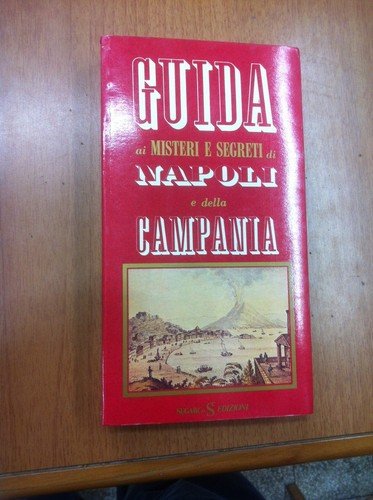 GUIDA
ai MISTERI E SEGRETI di
NAPOLI
e della
CAMPANIA
SUGARCo S EDIZIONI